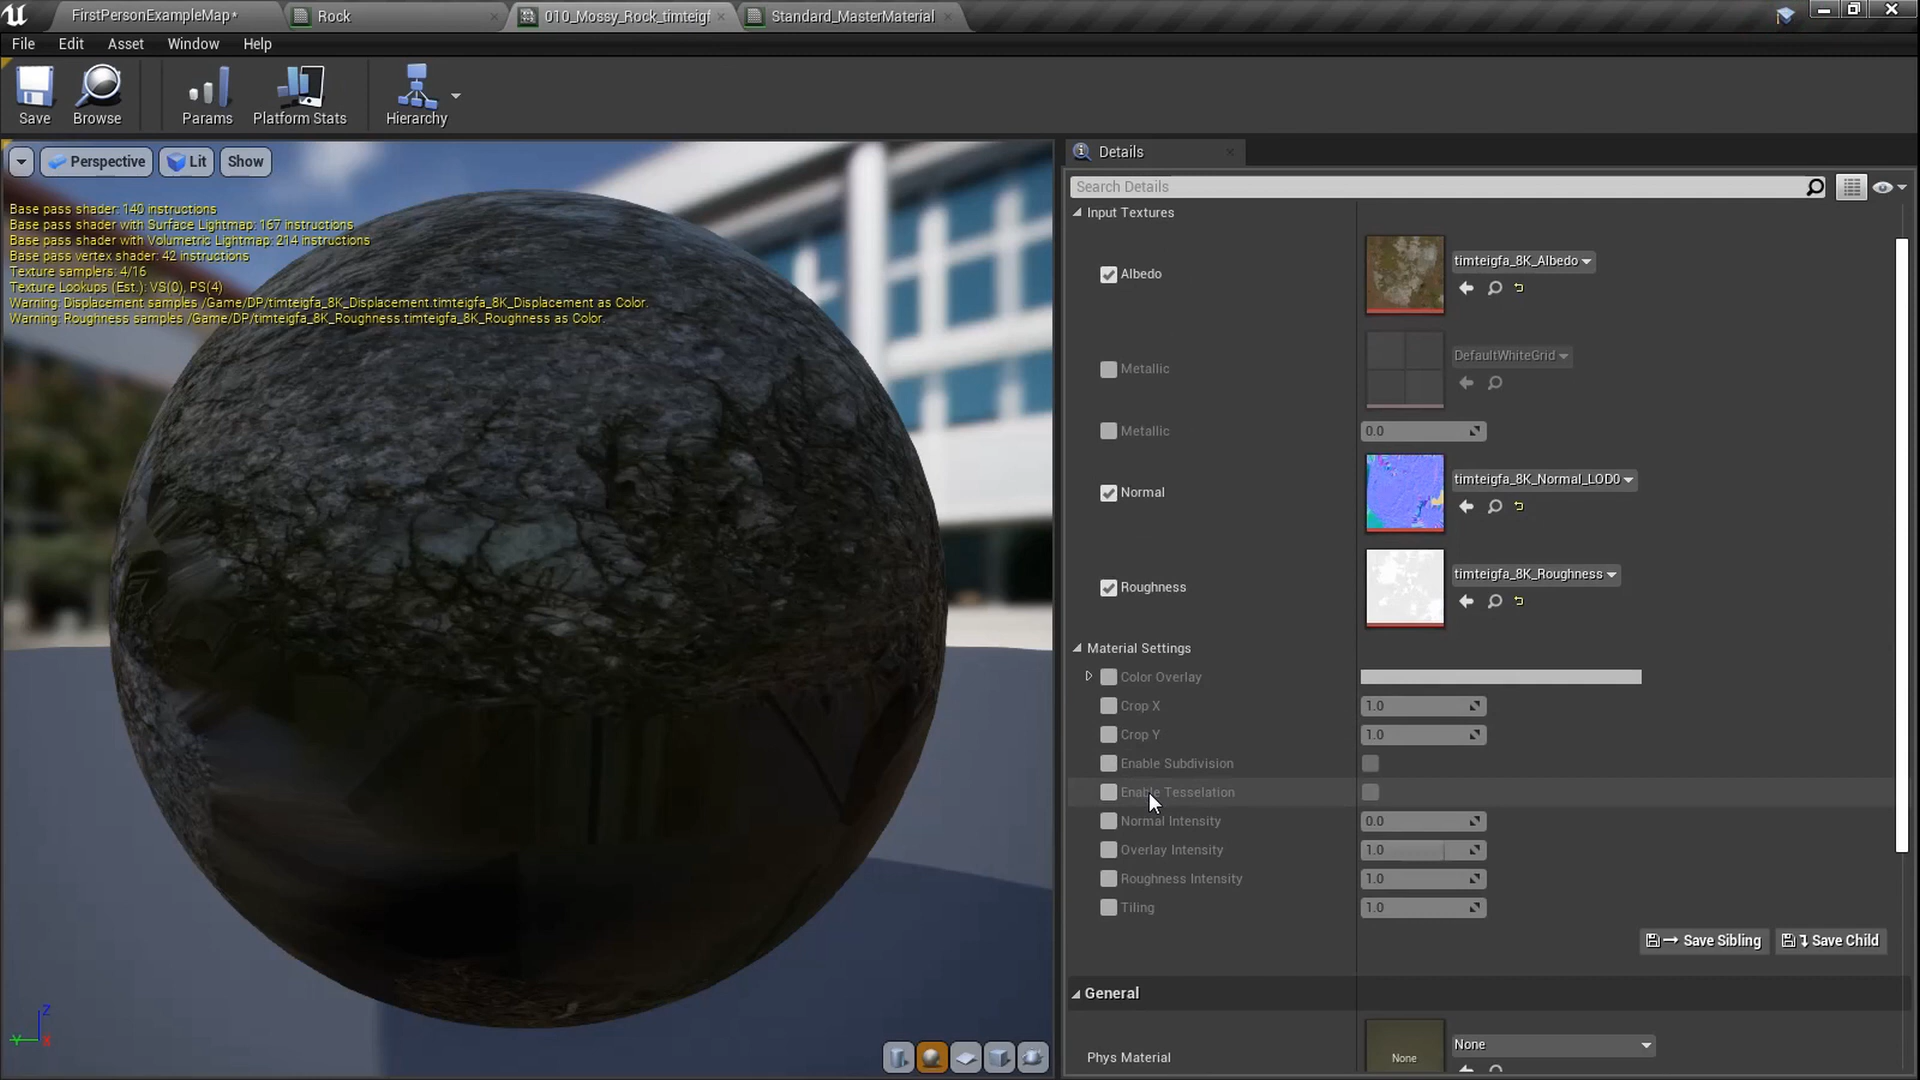 FirstPersonExampleMap*
Rock
010_Mossy_Rock_timteigf
Standard_MasterMaterial
File
Edit
Asset
Window
Help
Save
Browse
Params
Platform Stats
Hierarchy
Perspective
Lit
Show
Base pass shader: 140 instructions
Base pass shader with Surface Lightmap: 167 instructions
Base pass shader with Volumetric Lightmap: 214 instructions
Base pass vertex shader: 42 instructions
Texture samplers: 4/16
Texture Lookups (Est.): VS(0), PS(4)
Warning: Displacement samples /Game/DP/timteigfa_8K_Displacement.timteigfa_8K_Displacement as Color.
Warning: Roughness samples /Game/DP/timteigfa_8K_Roughness.timteigfa_8K_Roughness as Color.
Z
Y
X
Details
Search Details
Input Textures
Albedo
timteigfa_8K_Albedo
Metallic
DefaultWhiteGrid
Metallic
0.0
Normal
timteigfa_8K_Normal_LOD0
Roughness
timteigfa_8K_Roughness
Material Settings
Color Overlay
Crop X
1.0
Crop Y
1.0
Enable Subdivision
Enable Tesselation
Normal Intensity
0.0
Overlay Intensity
1.0
Roughness Intensity
1.0
Tiling
1.0
Save Sibling
Save Child
General
Phys Material
None
None